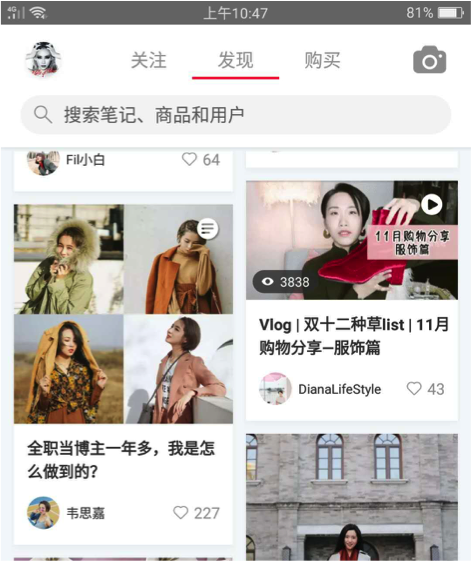 4G
上午10:47
81%
关注
发现
购买
搜索笔记、商品和用户
Fil小白
64
11月购物分享
服饰篇
3838
全职当博主一年多，我是怎
么做到的？
韦思嘉
227
Vlog | 双十二种草list | 11月
购物分享—服饰篇
DianaLifeStyle
43